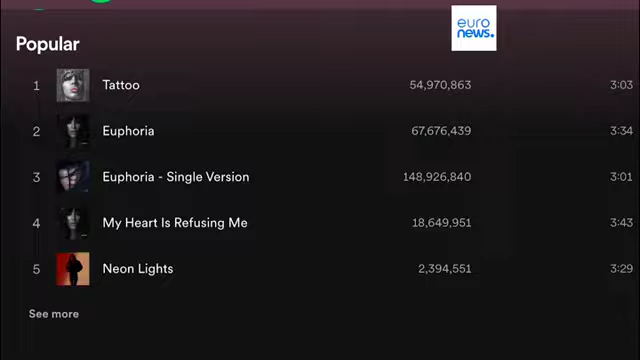 euro
news.
Popular
1 Tattoo 54,970,863 3:03
2 Euphoria 67,676,439 3:34
3 Euphoria - Single Version 148,926,840 3:01
4 My Heart Is Refusing Me 18,649,951 3:43
5 Neon Lights 2,394,551 3:29
See more